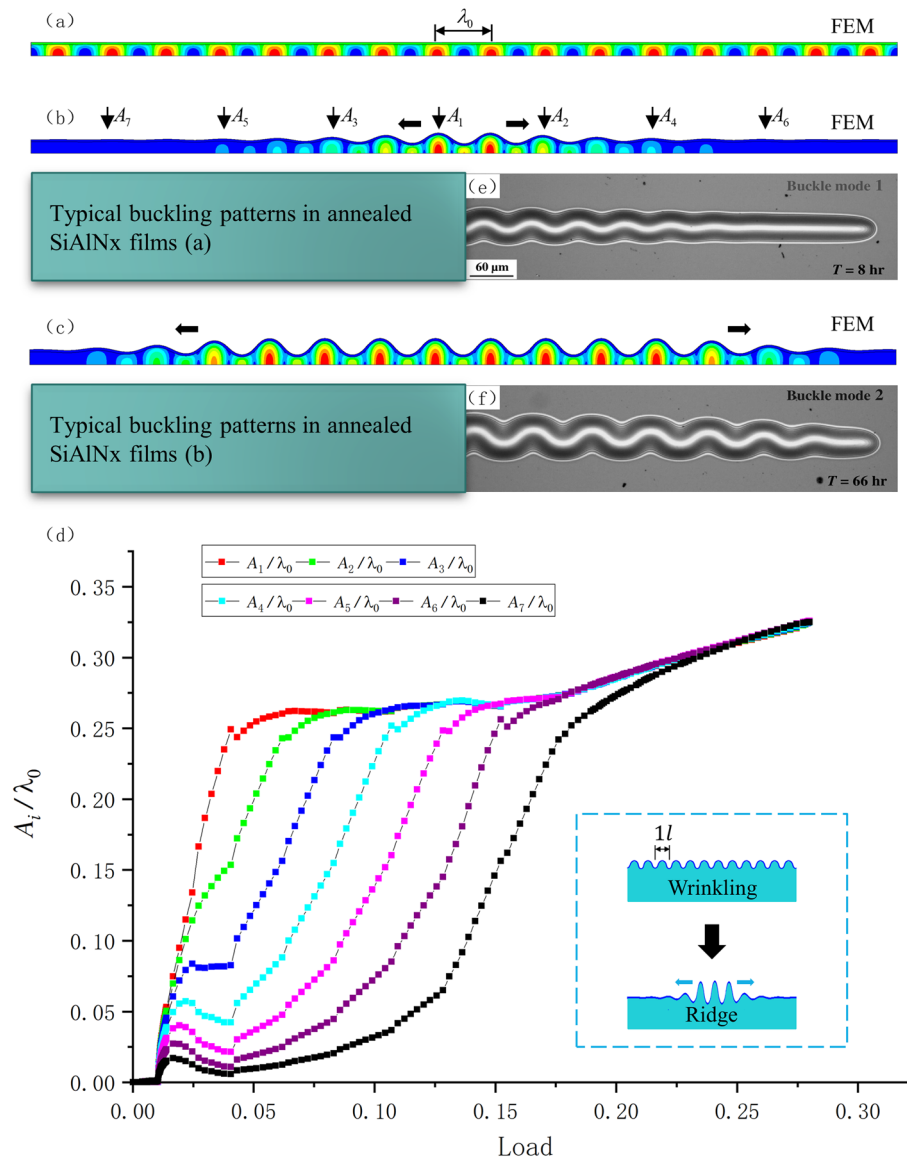 (a) λ₀ FEM
(b) A₇ A₅ A₃ A₁ A₂ A₄ A₆ FEM
Typical buckling patterns in annealed
SiAlNx films (a)
(e) Buckle mode 1
60 µm T = 8 hr
(c) FEM
Typical buckling patterns in annealed
SiAlNx films (b)
(f) Buckle mode 2
T = 66 hr
(d)
A₁/λ₀ A₂/λ₀ A₃/λ₀
A₄/λ₀ A₅/λ₀ A₆/λ₀ A₇/λ₀
Aᵢ/λ₀
0.35
0.30
0.25
0.20
0.15
0.10
0.05
0.00
1l
Wrinkling
Ridge
0.00 0.05 0.10 0.15 0.20 0.25 0.30
Load